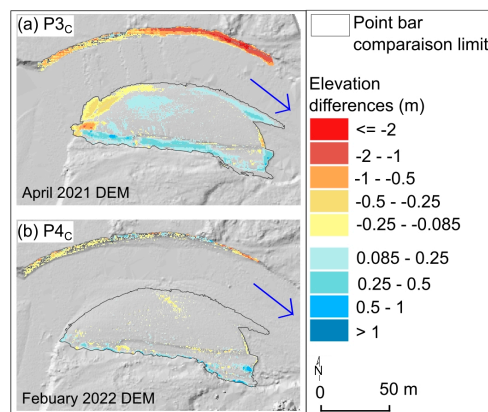 (a) P3C
April 2021 DEM
(b) P4C
Febuary 2022 DEM
Point bar
comparaison limit
Elevation
differences (m)
<= -2
-2 - -1
-1 - -0.5
-0.5 - -0.25
-0.25 - -0.085
0.085 - 0.25
0.25 - 0.5
0.5 - 1
> 1
N
0 50 m